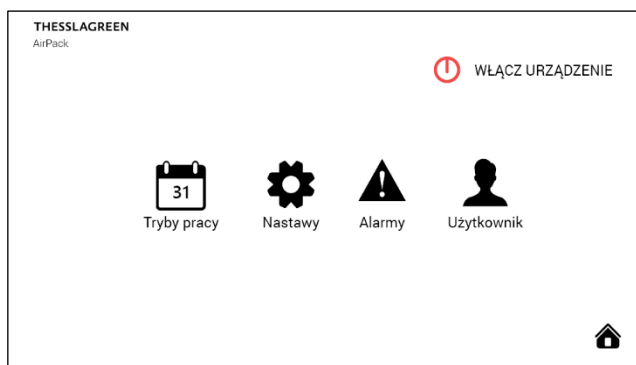 THESSLAGREEN
AirPack
WŁĄCZ URZĄDZENIE
31
Tryby pracy
Nastawy
Alarmy
Użytkownik